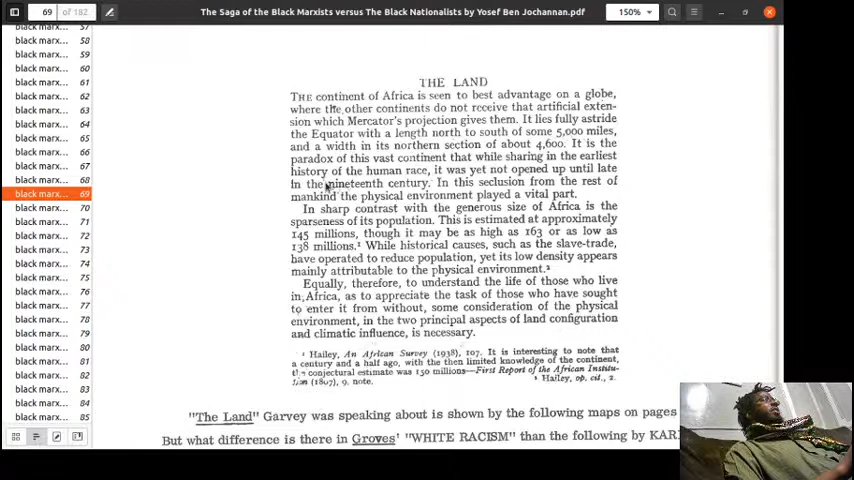 69 of 182
The Saga of the Black Marxists versus The Black Nationalists by Yosef Ben Jochannan.pdf
150%
black marx... 57
black marx... 58
black marx... 59
black marx... 60
black marx... 61
black marx... 62
black marx... 63
black marx... 64
black marx... 65
black marx... 66
black marx... 67
black marx... 68
black marx... 69
black marx... 70
black marx... 71
black marx... 72
black marx... 73
black marx... 74
black marx... 75
black marx... 76
black marx... 77
black marx... 78
black marx... 79
black marx... 80
black marx... 81
black marx... 82
black marx... 83
black marx... 84
black marx... 85
THE LAND
THE continent of Africa is seen to best advantage on a globe,
where the other continents do not receive that artificial exten-
sion which Mercator's projection gives them. It lies fully astride
the Equator with a length north to south of some 5,000 miles,
and a width in its northern section of about 4,600. It is the
paradox of this vast continent that while sharing in the earliest
history of the human race, it was yet not opened up until late
in the nineteenth century. In this seclusion from the rest of
mankind the physical environment played a vital part.
In sharp contrast with the generous size of Africa is the
sparseness of its population. This is estimated at approximately
145 millions, though it may be as high as 163 or as low as
138 millions.¹ While historical causes, such as the slave-trade,
have operated to reduce population, yet its low density appears
mainly attributable to the physical environment.²
Equally, therefore, to understand the life of those who live
in Africa, as to appreciate the task of those who have sought
to enter it from without, some consideration of the physical
environment, in the two principal aspects of land configuration
and climatic influence, is necessary.
¹ Hailey, An African Survey (1938), 107. It is interesting to note that
a century and a half ago, with the then limited knowledge of the continent,
the conjectural estimate was 150 millions—First Report of the African Institu-
tion (1807), 9, note. ² Hailey, op. cit., 2.
"The Land" Garvey was speaking about is shown by the following maps on pages
But what difference is there in Groves' "WHITE RACISM" than the following by KAR